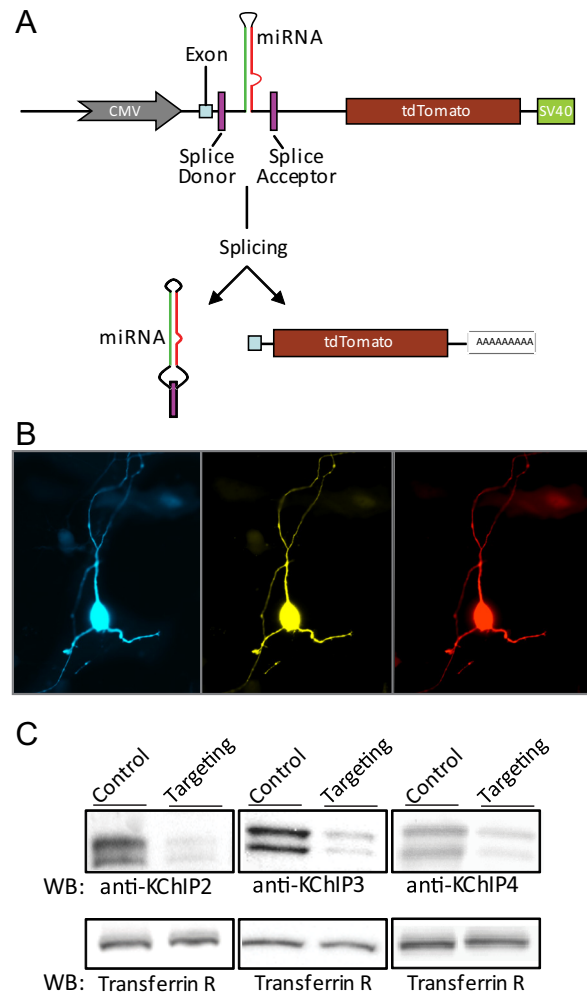 A
miRNA
Exon
CMV
tdTomato
SV40
Splice
Donor
Splice
Acceptor
Splicing
miRNA
tdTomato
AAAAAAAAA
B
C
Control
Targeting
Control
Targeting
Control
Targeting
WB: anti-KChIP2
anti-KChIP3
anti-KChIP4
WB: Transferrin R
Transferrin R
Transferrin R